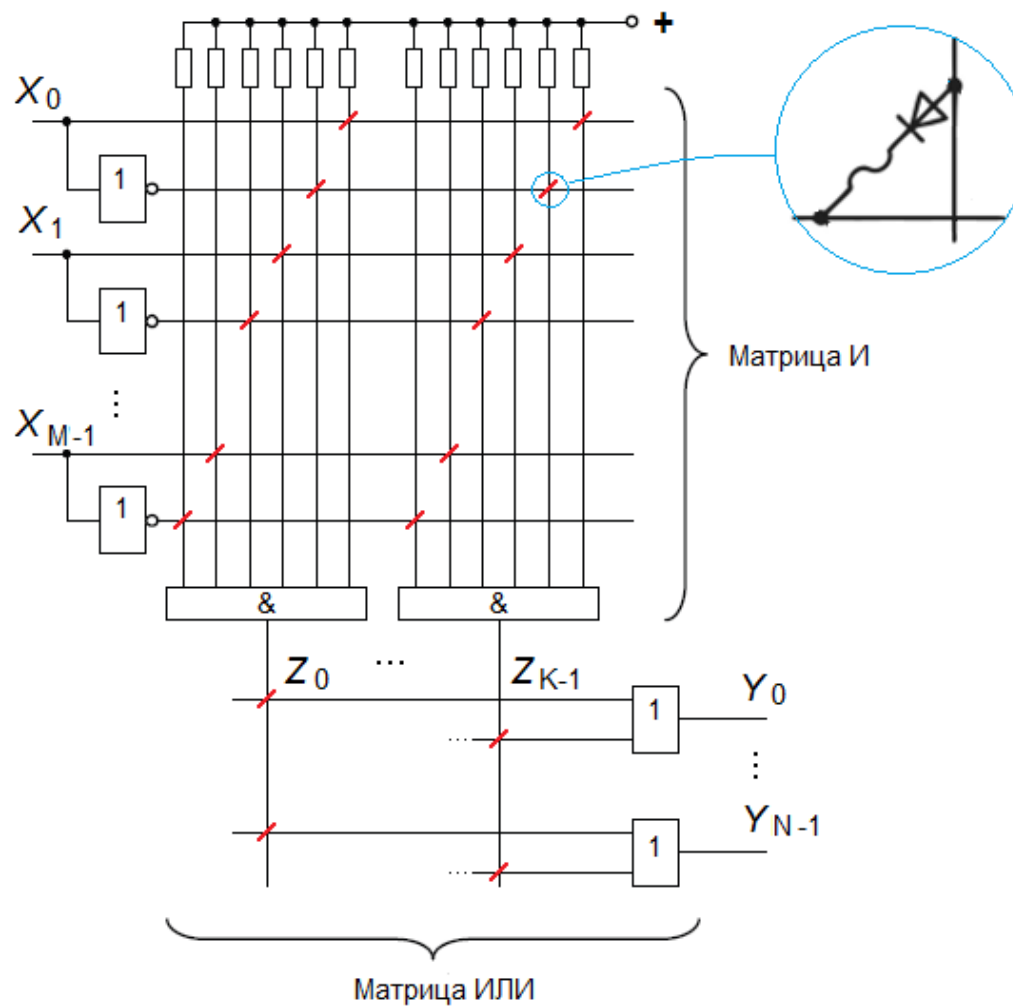 +
X0
1
X1
1
Матрица И
⋮
XM-1
1
& &
Z0 ... ZK-1
1 Y0
...
⋮
1 YN-1
...
Матрица ИЛИ